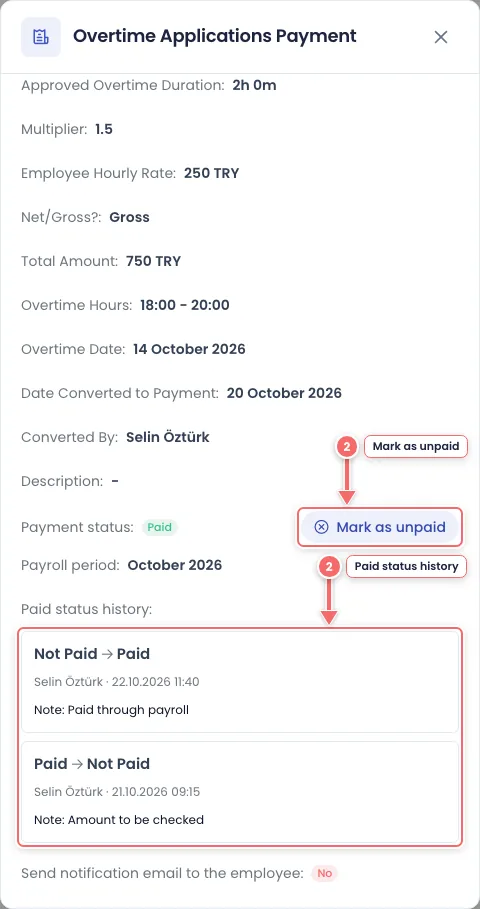 Overtime Applications Payment
Approved Overtime Duration: 2h 0m
Multiplier: 1.5
Employee Hourly Rate: 250 TRY
Net/Gross?: Gross
Total Amount: 750 TRY
Overtime Hours: 18:00 - 20:00
Overtime Date: 14 October 2026
Date Converted to Payment: 20 October 2026
Converted By: Selin Öztürk
2 Mark as unpaid
Description: -
Payment status: Paid
Mark as unpaid
Payroll period: October 2026
2 Paid status history
Paid status history:
Not Paid → Paid
Selin Öztürk · 22.10.2026 11:40
Note: Paid through payroll
Paid → Not Paid
Selin Öztürk · 21.10.2026 09:15
Note: Amount to be checked
Send notification email to the employee: No